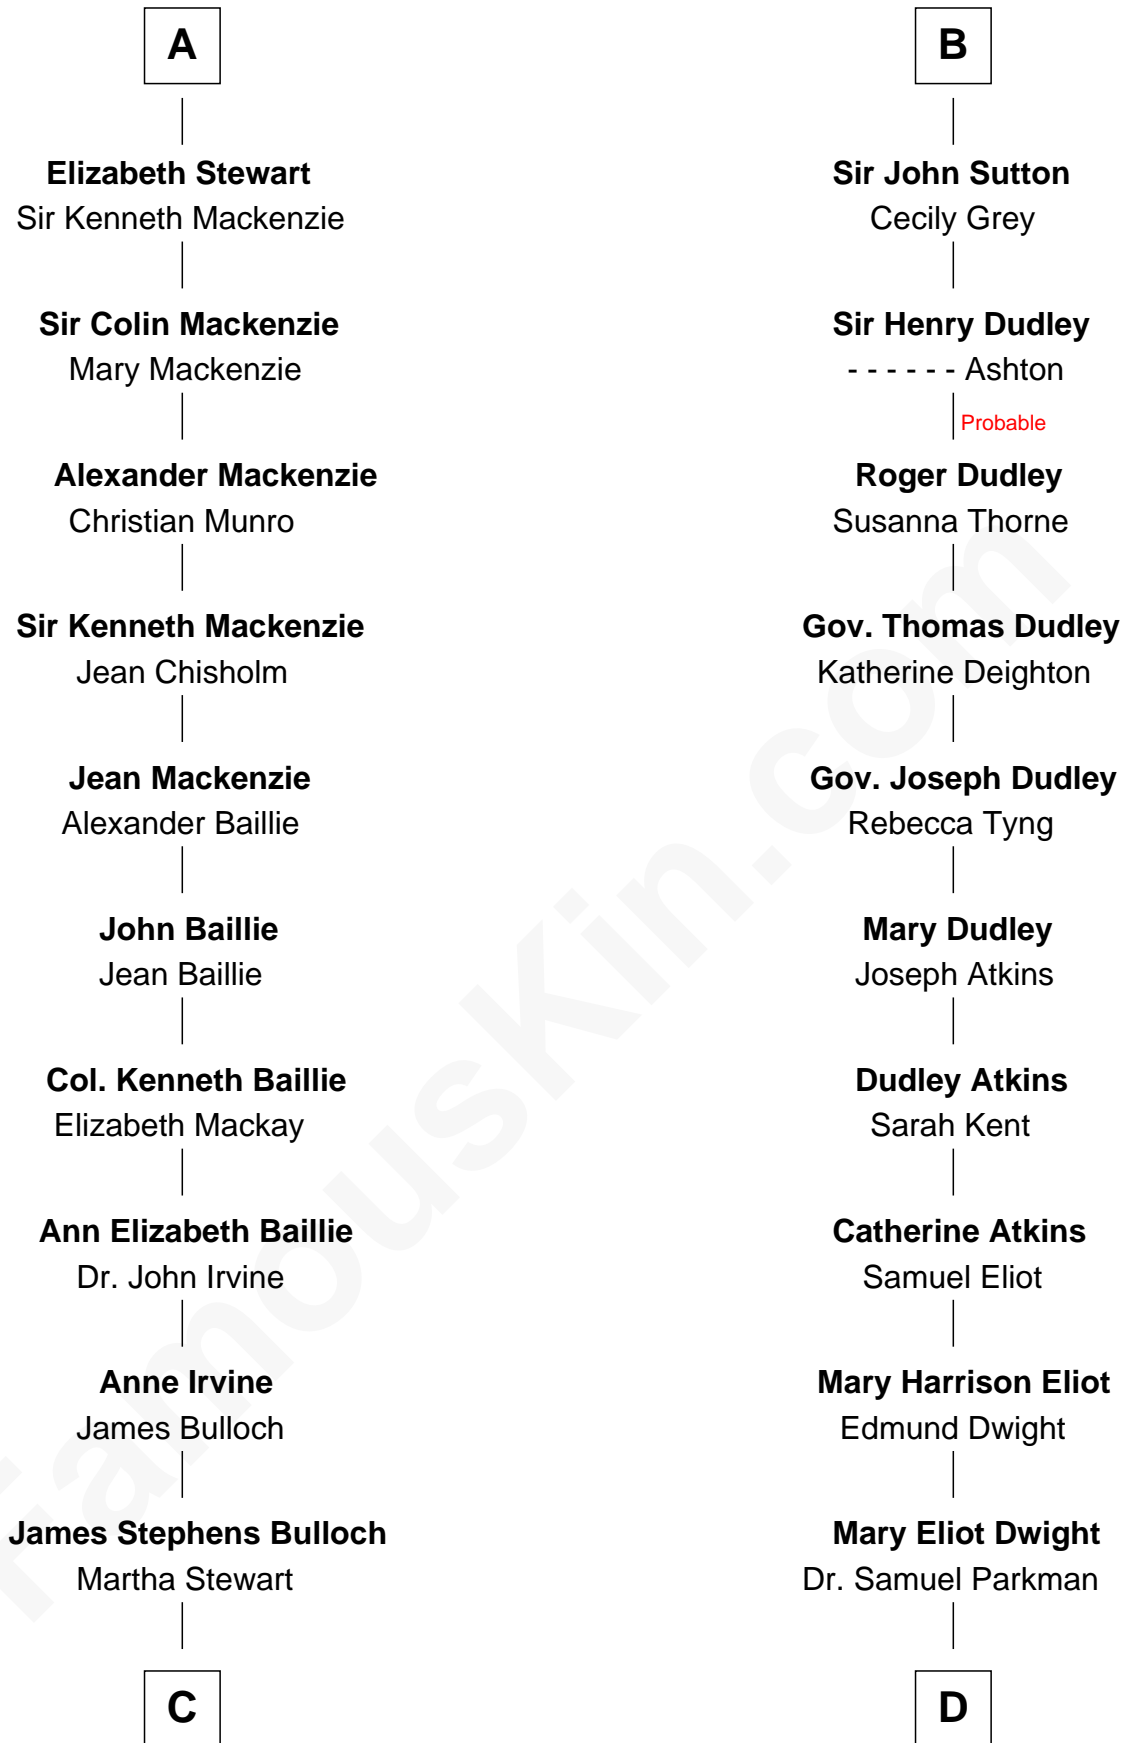 A
Elizabeth Stewart
Sir Kenneth Mackenzie
Sir Colin Mackenzie
Mary Mackenzie
Alexander Mackenzie
Christian Munro
Sir Kenneth Mackenzie
Jean Chisholm
Jean Mackenzie
Alexander Baillie
John Baillie
Jean Baillie
Col. Kenneth Baillie
Elizabeth Mackay
Ann Elizabeth Baillie
Dr. John Irvine
Anne Irvine
James Bulloch
James Stephens Bulloch
Martha Stewart
C
B
Sir John Sutton
Cecily Grey
Sir Henry Dudley
- - - - - - Ashton
Probable
Roger Dudley
Susanna Thorne
Gov. Thomas Dudley
Katherine Deighton
Gov. Joseph Dudley
Rebecca Tyng
Mary Dudley
Joseph Atkins
Dudley Atkins
Sarah Kent
Catherine Atkins
Samuel Eliot
Mary Harrison Eliot
Edmund Dwight
Mary Eliot Dwight
Dr. Samuel Parkman
D
FamousKin.com